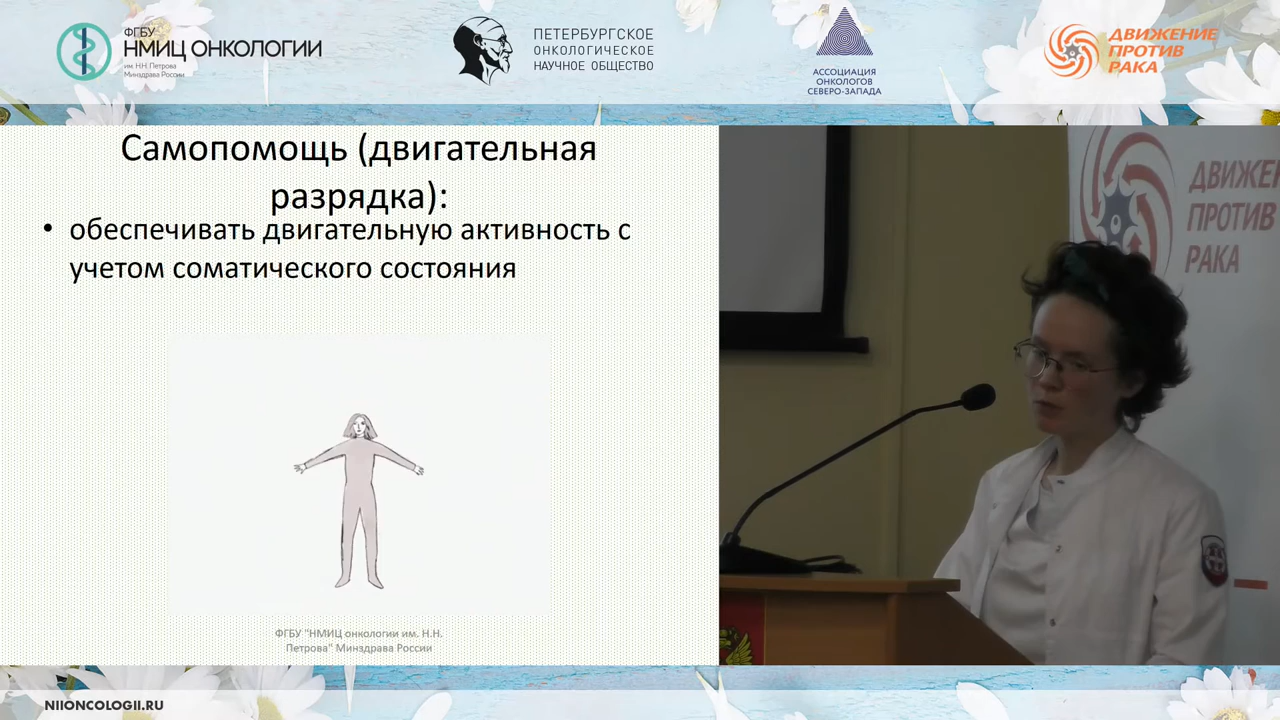 ФГБУ
НМИЦ ОНКОЛОГИИ
им. Н.Н. Петрова
Минздрава России
ПЕТЕРБУРГСКОЕ
ОНКОЛОГИЧЕСКОЕ
НАУЧНОЕ ОБЩЕСТВО
АССОЦИАЦИЯ
ОНКОЛОГОВ
СЕВЕРО-ЗАПАДА
ДВИЖЕНИЕ
ПРОТИВ
РАКА
Самопомощь (двигательная
разрядка):
• обеспечивать двигательную активность с
учетом соматического состояния
ФГБУ "НМИЦ онкологии им. Н.Н.
Петрова" Минздрава России
ДВИЖЕН
ПРОТИВ
РАКА
NIIONCOLOGII.RU